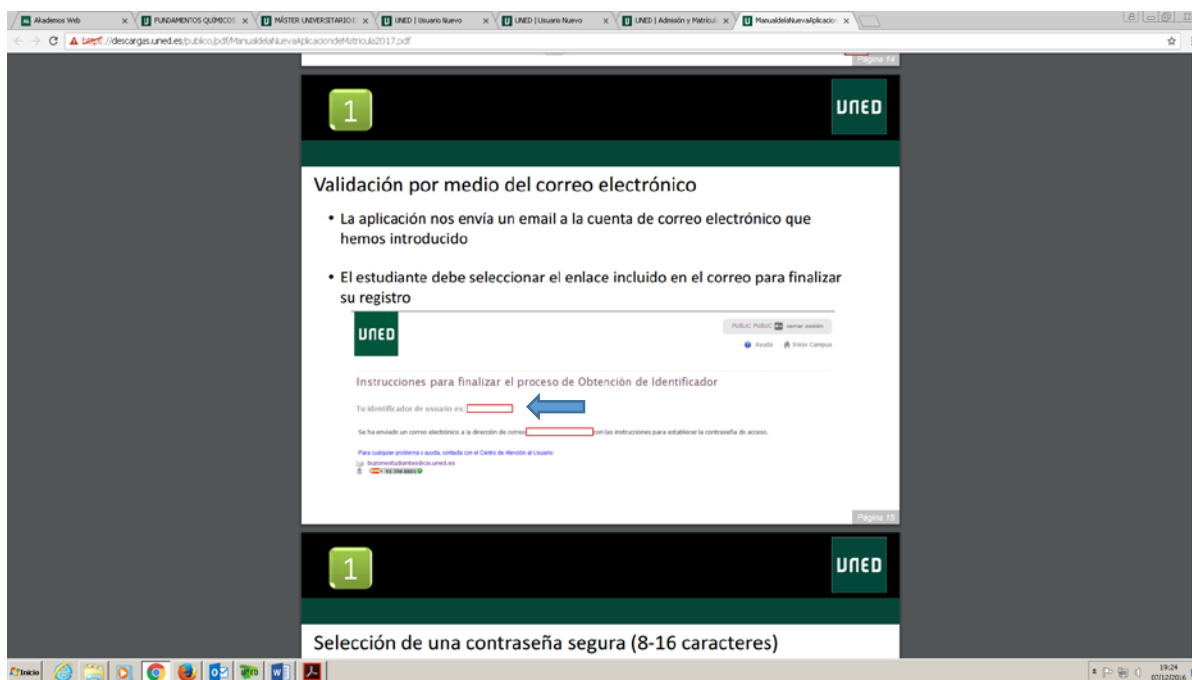 Akademos Web
FUNDAMENTOS QUÍMICOS
MÁSTER UNIVERSITARIO E
UNED | Usuario Nuevo
UNED | Usuario Nuevo
UNED | Admisión y Matrícul
ManualdelaNuevaAplicacion
https://descargas.uned.es/publico/pdf/ManualdelaNuevaAplicaciondeMatricula2017.pdf
Página 14
1
UNED
Validación por medio del correo electrónico
• La aplicación nos envía un email a la cuenta de correo electrónico que
hemos introducido
• El estudiante debe seleccionar el enlace incluido en el correo para finalizar
su registro
UNED
PUBLIC PUBLIC cerrar sesión
Ayuda Inicio Campus
Instrucciones para finalizar el proceso de Obtención de Identificador
Tu identificador de usuario es:
Se ha enviado un correo electrónico a la dirección de correo con las instrucciones para establecer la contraseña de acceso.
Para cualquier problema o ayuda, contacta con el Centro de Atención al Usuario
buzonestudiantes@csi.uned.es
91 398 8801
Página 15
1
UNED
Selección de una contraseña segura (8-16 caracteres)
Inicio
19:24
07/12/2016